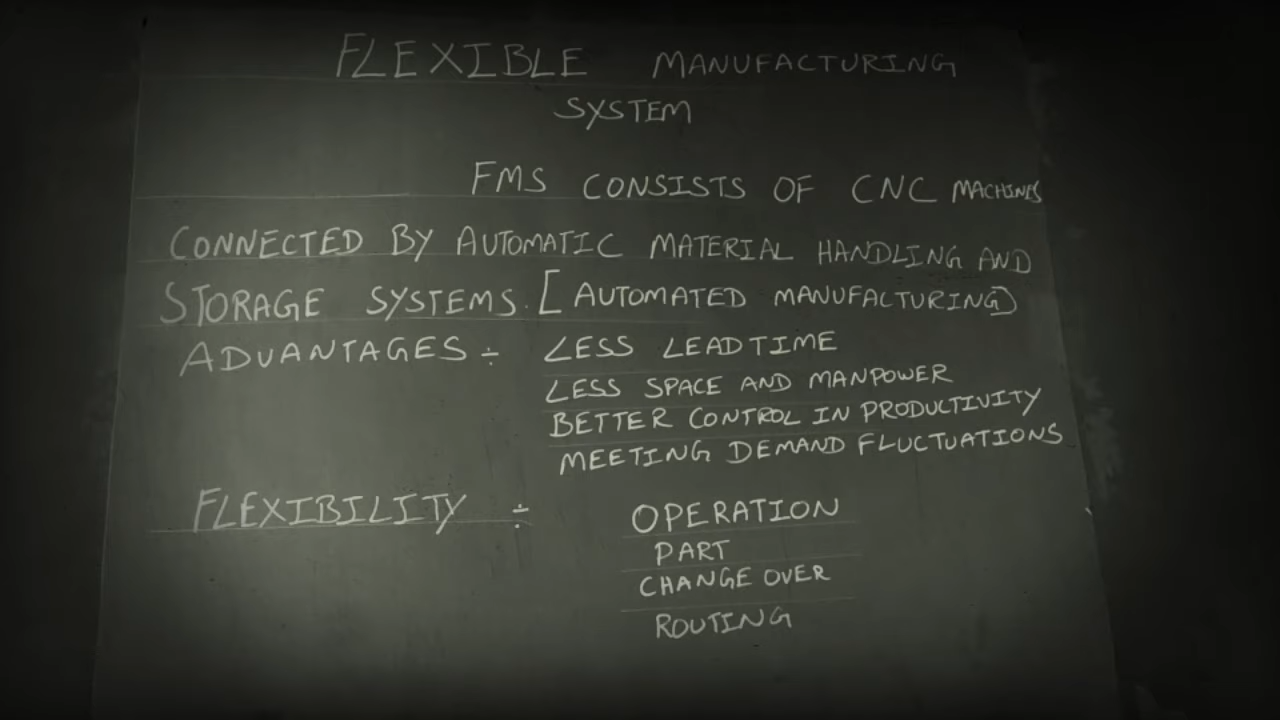 FLEXIBLE MANUFACTURING
SYSTEM
FMS CONSISTS OF CNC MACHINES
CONNECTED BY AUTOMATIC MATERIAL HANDLING AND
STORAGE SYSTEMS. [AUTOMATED MANUFACTURING]
ADVANTAGES ÷ LESS LEADTIME
LESS SPACE AND MANPOWER
BETTER CONTROL IN PRODUCTIVITY
MEETING DEMAND FLUCTUATIONS
FLEXIBILITY ÷ OPERATION
PART
CHANGE OVER
ROUTING